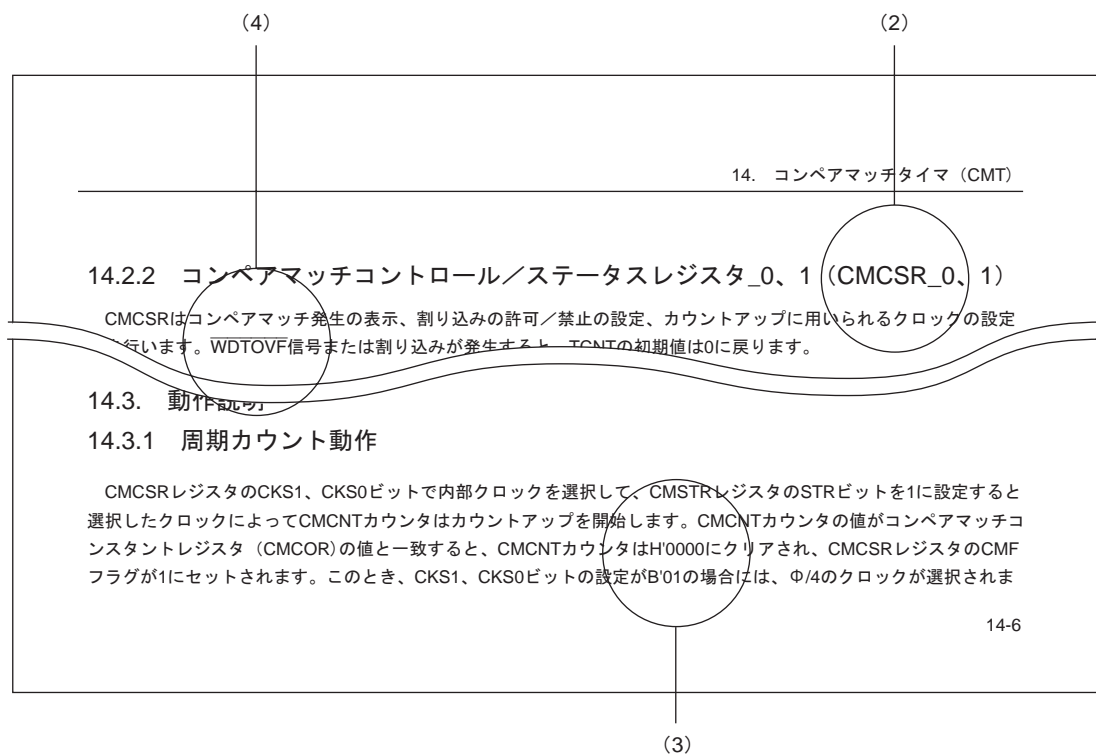 (4) (2)
14. コンペアマッチタイマ（CMT）
14.2.2 コンペアマッチコントロール／ステータスレジスタ_0、1（CMCSR_0、1）
CMCSRはコンペアマッチ発生の表示、割り込みの許可／禁止の設定、カウントアップに用いられるクロックの設定
行います。WDTOVF信号または割り込みが発生すると、TCNTの初期値は0に戻ります。
14.3. 動作説明
14.3.1 周期カウント動作
CMCSRレジスタのCKS1、CKS0ビットで内部クロックを選択して、CMSTRレジスタのSTRビットを1に設定すると
選択したクロックによってCMCNTカウンタはカウントアップを開始します。CMCNTカウンタの値がコンペアマッチコ
ンスタントレジスタ（CMCOR）の値と一致すると、CMCNTカウンタはH'0000にクリアされ、CMCSRレジスタのCMF
フラグが1にセットされます。このとき、CKS1、CKS0ビットの設定がB'01の場合には、Φ/4のクロックが選択されま
14-6
(3)